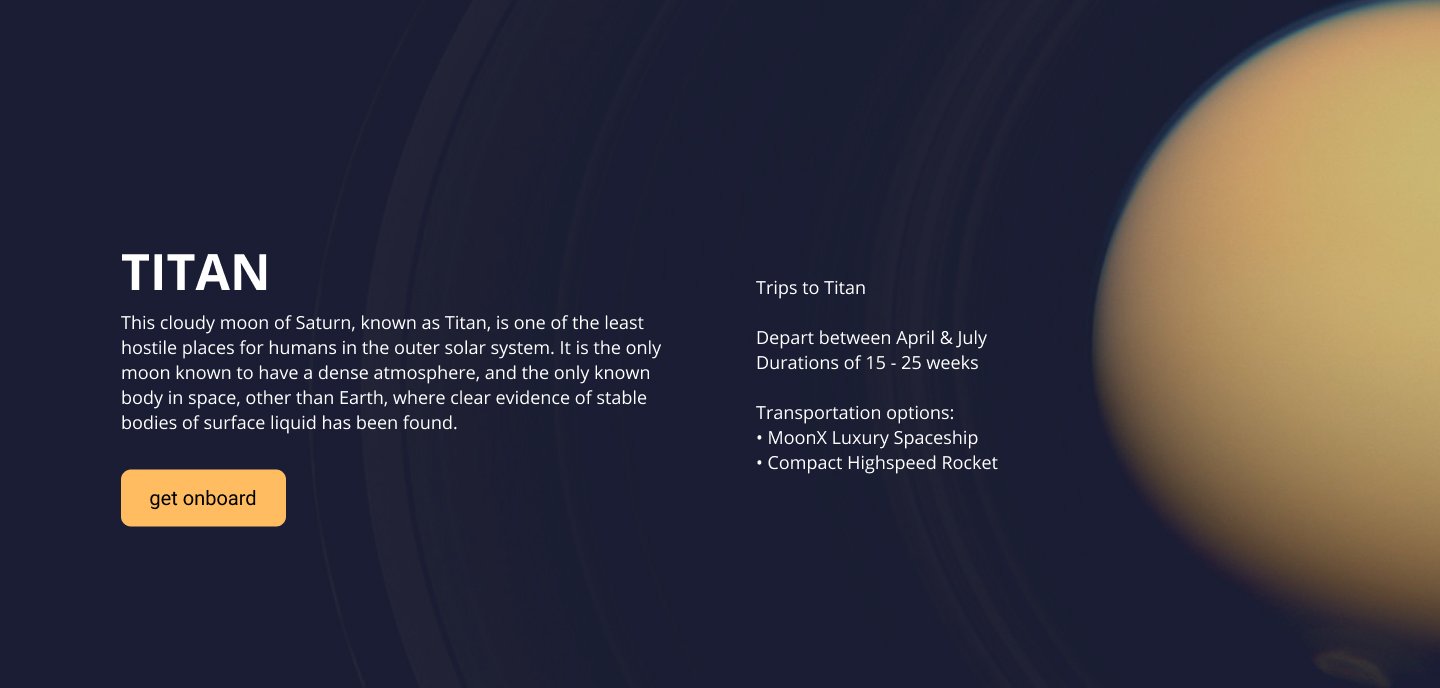 TITAN
This cloudy moon of Saturn, known as Titan, is one of the least
hostile places for humans in the outer solar system. It is the only
moon known to have a dense atmosphere, and the only known
body in space, other than Earth, where clear evidence of stable
bodies of surface liquid has been found.
get onboard
Trips to Titan
Depart between April & July
Durations of 15 - 25 weeks
Transportation options:
• MoonX Luxury Spaceship
• Compact Highspeed Rocket